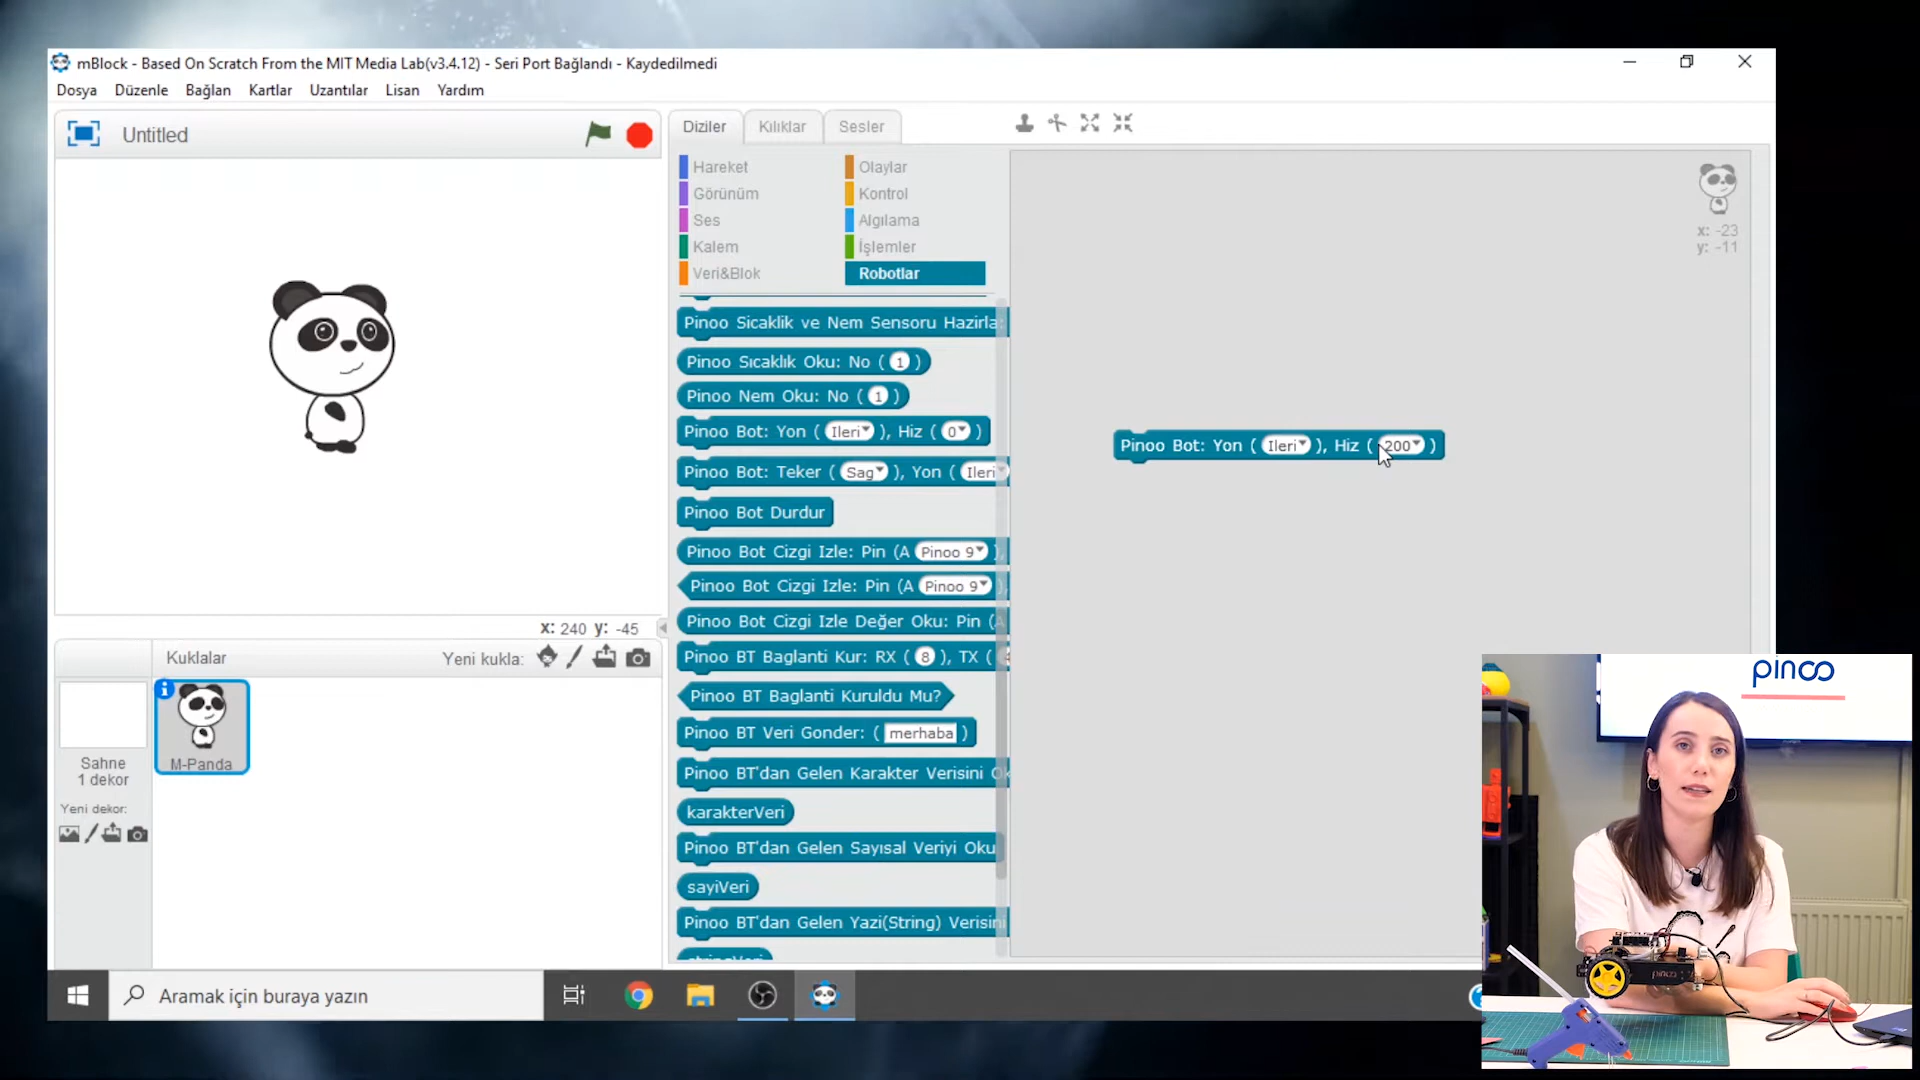 mBlock - Based On Scratch From the MIT Media Lab(v3.4.12) - Seri Port Bağlandı - Kaydedilmedi
Dosya Düzenle Bağlan Kartlar Uzantılar Lisan Yardım
Untitled
Diziler Kılıklar Sesler
Hareket Olaylar
Görünüm Kontrol
Ses Algılama
Kalem İşlemler
Veri&Blok Robotlar
x: -23
y: -11
Pinoo Sicaklik ve Nem Sensoru Hazirla:
Pinoo Sıcaklık Oku: No ( 1 )
Pinoo Nem Oku: No ( 1 )
Pinoo Bot: Yon ( Ileri ), Hiz ( 0 )
Pinoo Bot: Teker ( Sag ), Yon ( Ileri
Pinoo Bot Durdur
Pinoo Bot Cizgi Izle: Pin (A Pinoo 9 ),
Pinoo Bot Cizgi Izle: Pin (A Pinoo 9 ),
Pinoo Bot Cizgi Izle Değer Oku: Pin (A
Pinoo BT Baglanti Kur: RX ( 8 ), TX ( 4
Pinoo BT Baglanti Kuruldu Mu?
Pinoo BT Veri Gonder: ( merhaba )
Pinoo BT'dan Gelen Karakter Verisini Ok
karakterVeri
Pinoo BT'dan Gelen Sayısal Veriyi Oku
sayiVeri
Pinoo BT'dan Gelen Yazi(String) Verisini
Pinoo Bot: Yon ( Ileri ), Hiz ( 200 )
x: 240 y: -45
Kuklalar Yeni kukla:
M-Panda
Sahne
1 dekor
Yeni dekor:
Aramak için buraya yazın
pinoo
pinoo